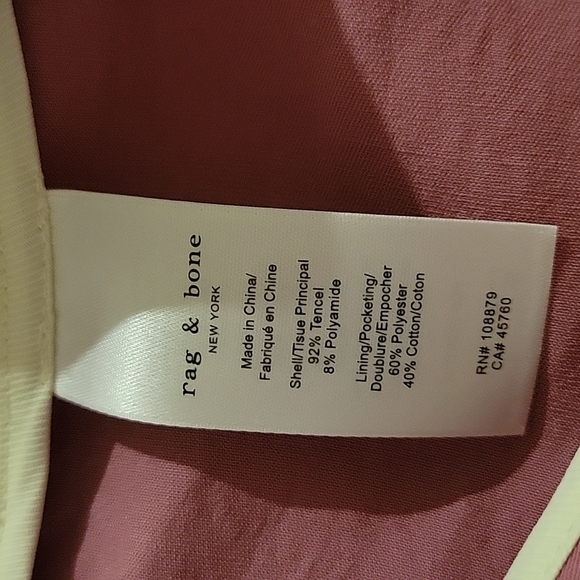 rag & bone
NEW YORK
Made in China/
Fabriqué en Chine
Shell/Tisue Principal
92% Tencel
8% Polyamide
Lining/Pocketing/
Doublure/Empocher
60% Polyester
40% Cotton/Coton
RN# 108879
CA# 45760